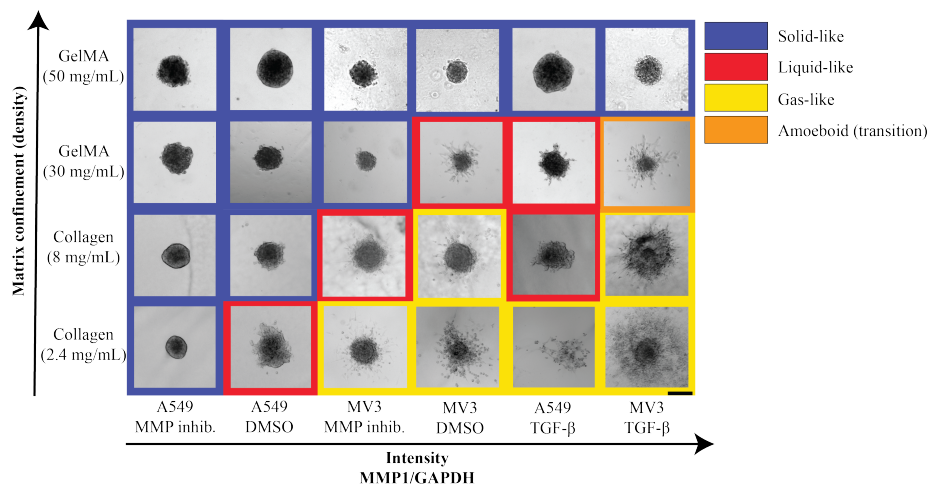 Matrix confinement (density)
GelMA
(50 mg/mL)
GelMA
(30 mg/mL)
Collagen
(8 mg/mL)
Collagen
(2.4 mg/mL)
Solid-like
Liquid-like
Gas-like
Amoeboid (transition)
A549
MMP inhib.
A549
DMSO
MV3
MMP inhib.
MV3
DMSO
A549
TGF-β
MV3
TGF-β
Intensity
MMP1/GAPDH